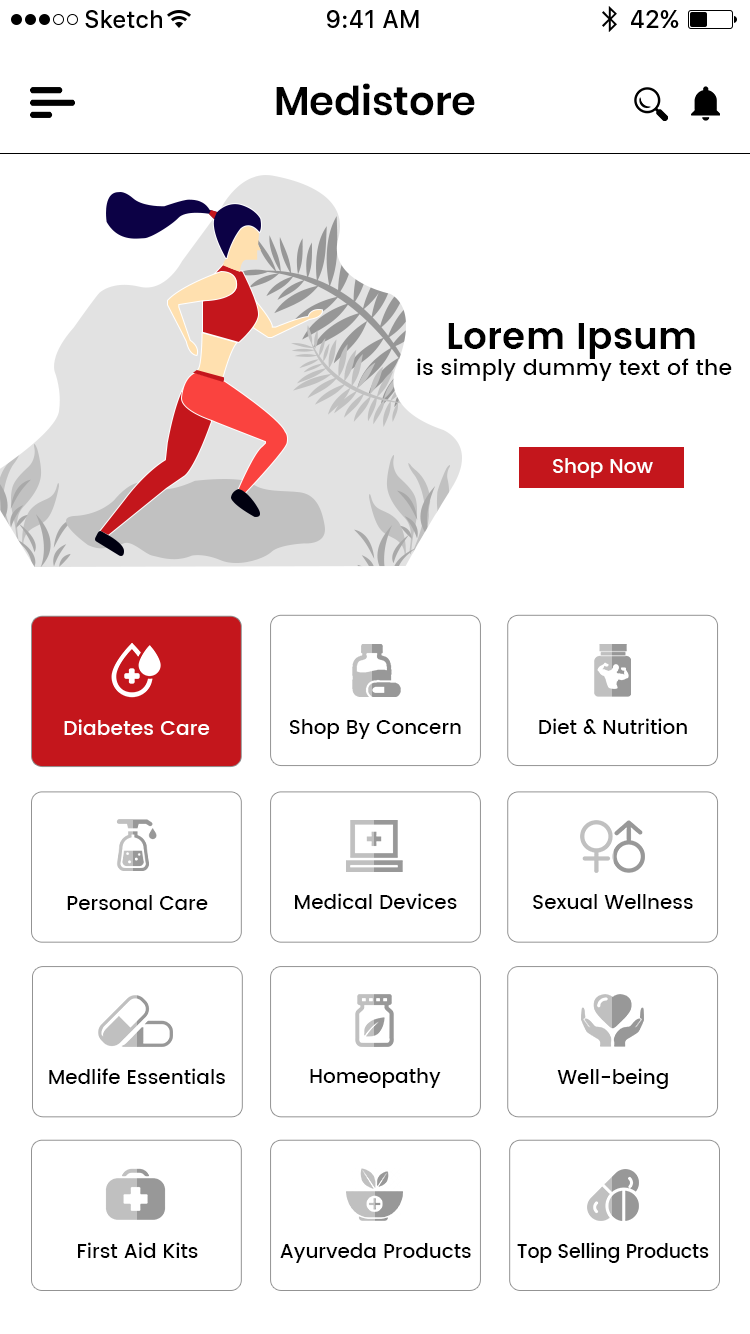 Sketch 9:41 AM 42%
Medistore
Lorem Ipsum
is simply dummy text of the
Shop Now
Diabetes Care
Shop By Concern
Diet & Nutrition
Personal Care
Medical Devices
Sexual Wellness
Medlife Essentials
Homeopathy
Well-being
First Aid Kits
Ayurveda Products
Top Selling Products